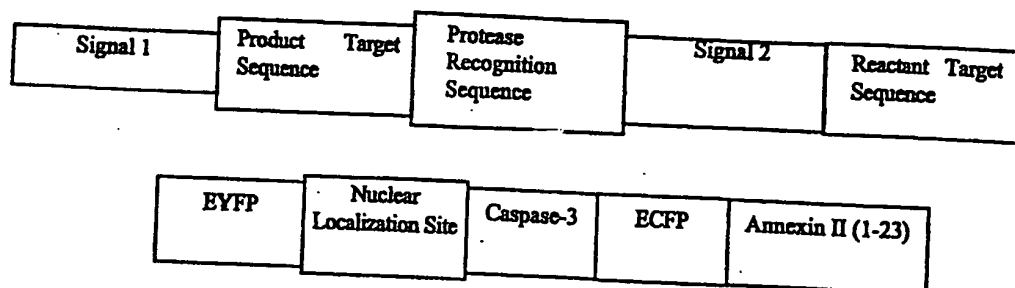 Signal 1
Product Target
Sequence
Protease
Recognition
Sequence
Signal 2
Reactant Target
Sequence
EYFP
Nuclear
Localization Site
Caspase-3
ECFP
Annexin II (1-23)